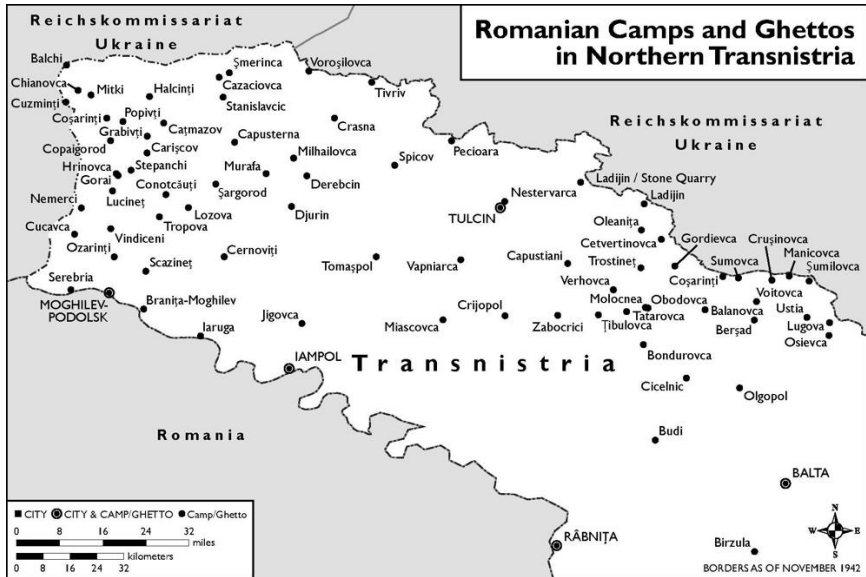 Romanian Camps and Ghettos
in Northern Transnistria
Reichskommissariat
Ukraine
Balchi
Șmerinca
Voroșilovca
Chianovca
Mitki
Halcinți
Cazaciovca
Tivriv
Cuzminți
Stanislavcic
Coșarinți
Popivți
Cațmazov
Crasna
Grabivți
Capusterna
Copaigorod
Carișcov
Mihailovca
Pecioara
Reichskommissariat
Ukraine
Hrinovca
Stepanchi
Murafa
Spicov
Gorai
Conotcăuți
Derebcin
Ladijin / Stone Quarry
Nemerci
Lucineț
Șargorod
Nestervarca
Ladijin
Tropova
Lozova
Djurin
TULCIN
Oleanița
Cucavca
Vindiceni
Cetvertinovca
Gordievca
Crușinovca
Ozarinți
Cernoviți
Capustiani
Trostineț
Sumovca
Manicovca
Scazineț
Tomașpol
Vapniarca
Coșarinți
Șumilovca
Serebria
Verhovca
Voitovca
MOGHILEV-
PODOLSK
Molocnea
Obodovca
Ustia
Branița-Moghilev
Crijopol
Tatarovca
Balanovca
Jigovca
Miascovca
Zabocrici
Țibulovca
Berșad
Lugova
Iaruga
Osievca
Bondurovca
IAMPOL
Transnistria
Cicelnic
Olgopol
Romania
Budi
BALTA
CITY
CITY & CAMP/GHETTO
Camp/Ghetto
0 8 16 24 32
miles
kilometers
0 8 16 24 32
RÂBNIȚA
Birzula
N
W E
S
BORDERS AS OF NOVEMBER 1942